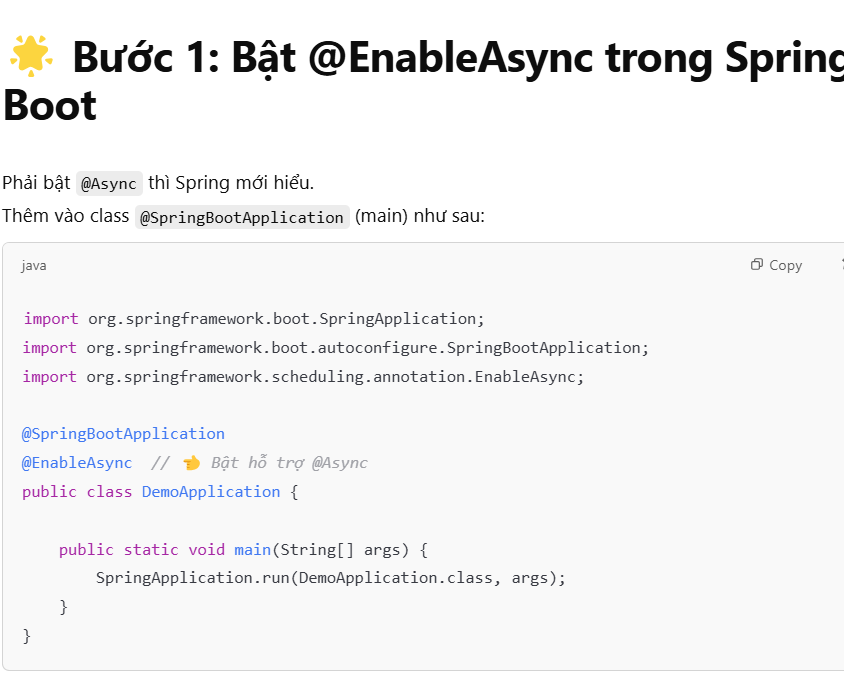 🌟 Bước 1: Bật @EnableAsync trong Spring
Boot
Phải bật @Async thì Spring mới hiểu.
Thêm vào class @SpringBootApplication (main) như sau:
java
Copy
import org.springframework.boot.SpringApplication;
import org.springframework.boot.autoconfigure.SpringBootApplication;
import org.springframework.scheduling.annotation.EnableAsync;
@SpringBootApplication
@EnableAsync  // 👈 Bật hỗ trợ @Async
public class DemoApplication {
    public static void main(String[] args) {
        SpringApplication.run(DemoApplication.class, args);
    }
}